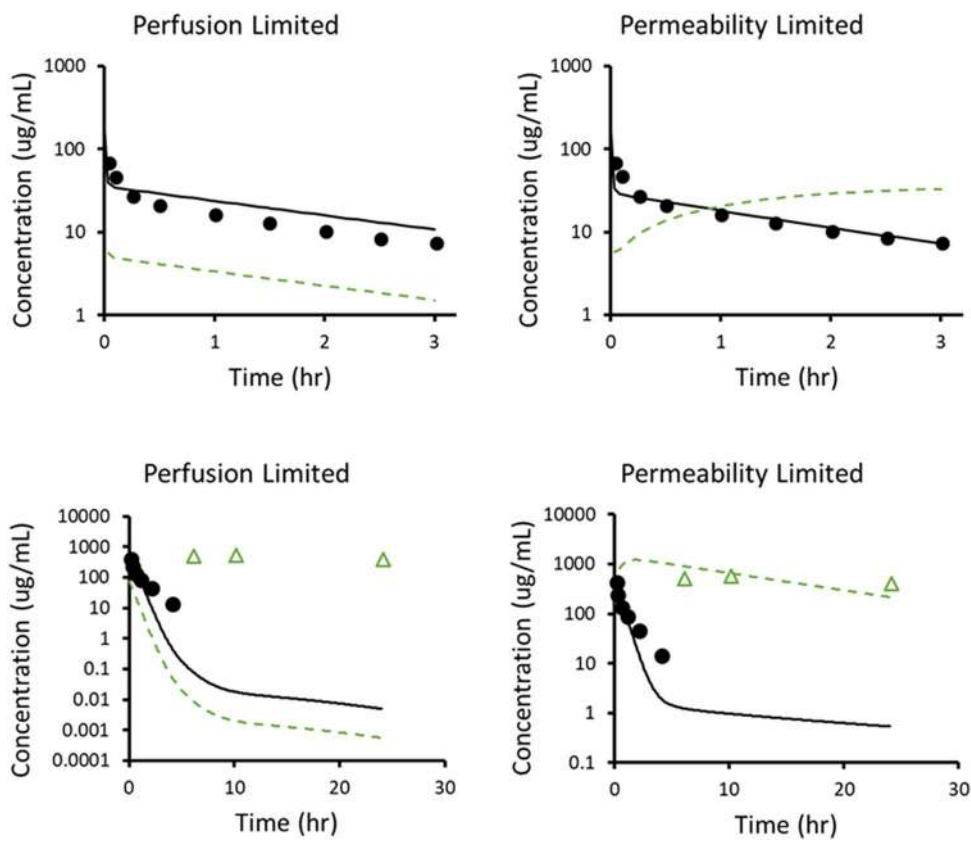 Perfusion Limited
Concentration (ug/mL)
1000
100
10
1
0 1 2 3
Time (hr)
Permeability Limited
Concentration (ug/mL)
1000
100
10
1
0 1 2 3
Time (hr)
Perfusion Limited
Concentration (ug/mL)
10000
1000
100
10
1
0.1
0.01
0.001
0.0001
0 10 20 30
Time (hr)
Permeability Limited
Concentration (ug/mL)
10000
1000
100
10
1
0.1
0 10 20 30
Time (hr)